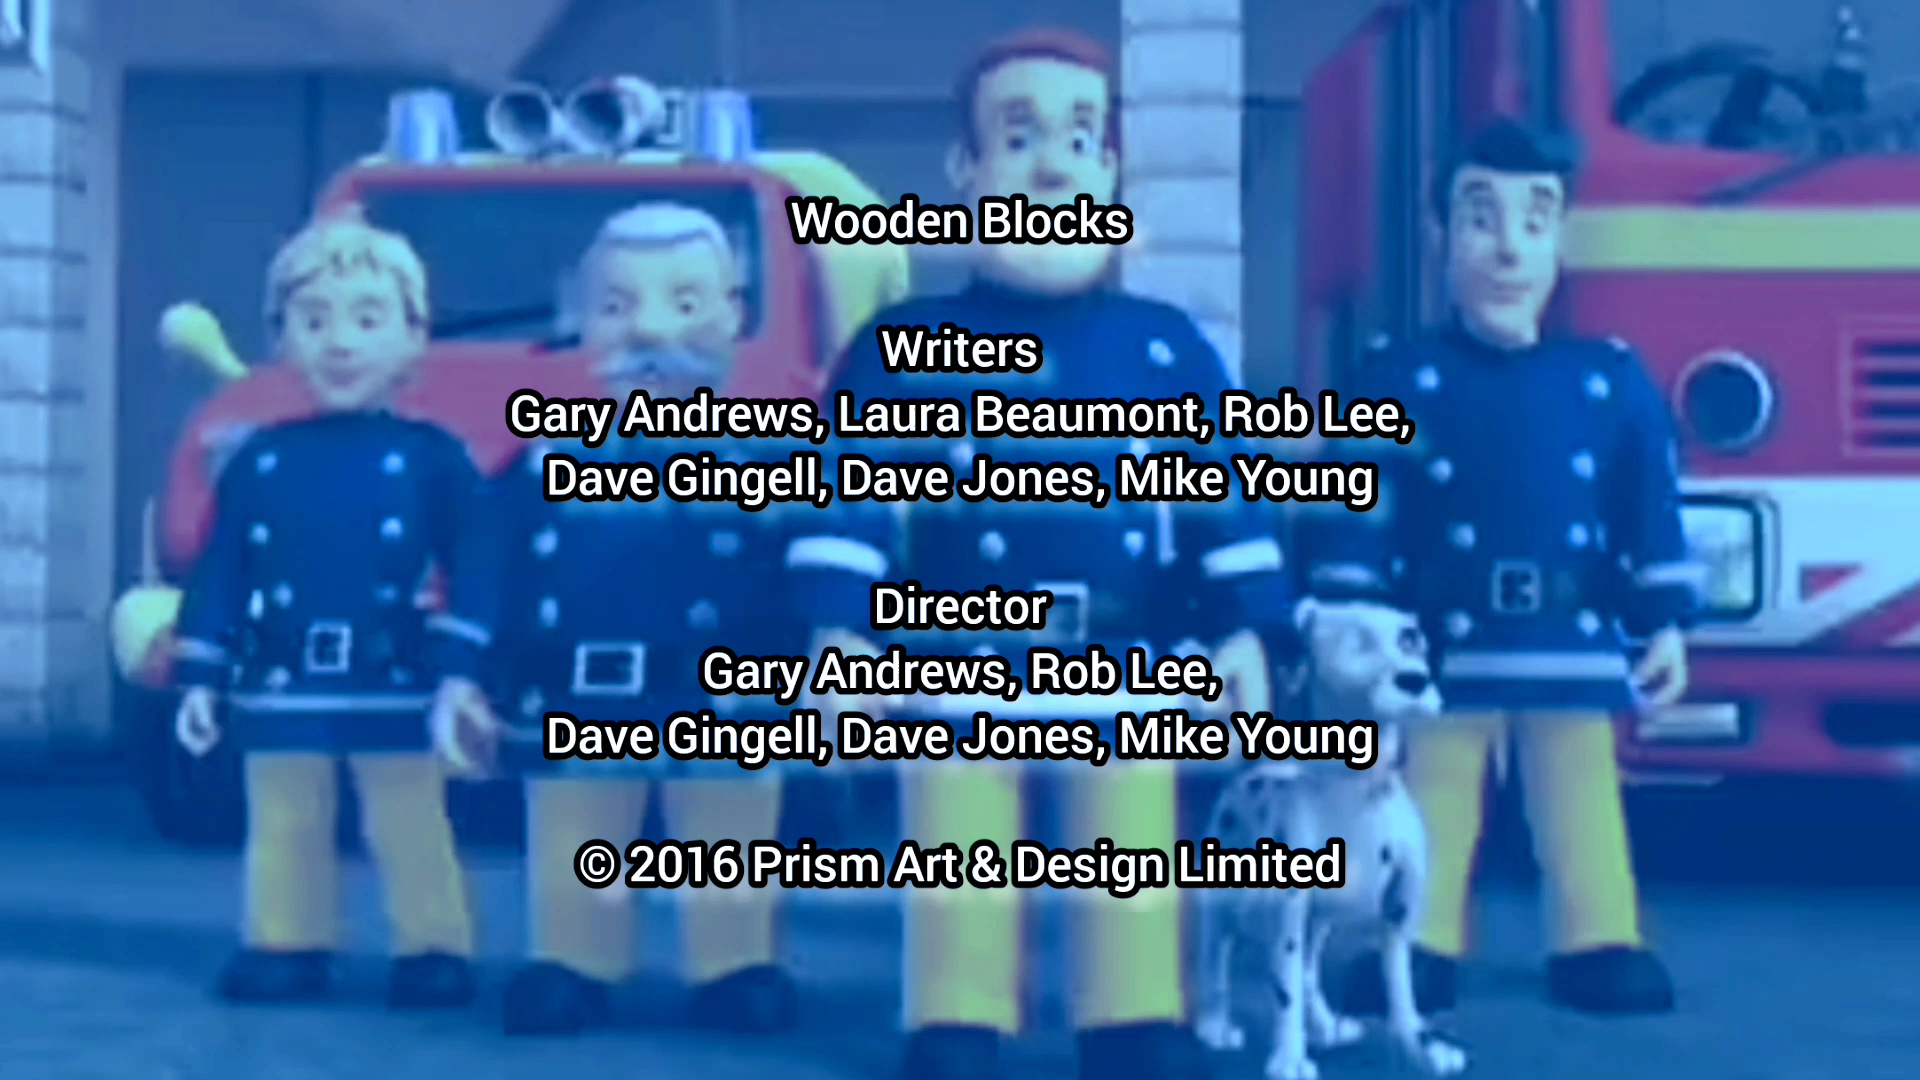 Wooden Blocks
Writers
Gary Andrews, Laura Beaumont, Rob Lee,
Dave Gingell, Dave Jones, Mike Young
Director
Gary Andrews, Rob Lee,
Dave Gingell, Dave Jones, Mike Young
© 2016 Prism Art & Design Limited